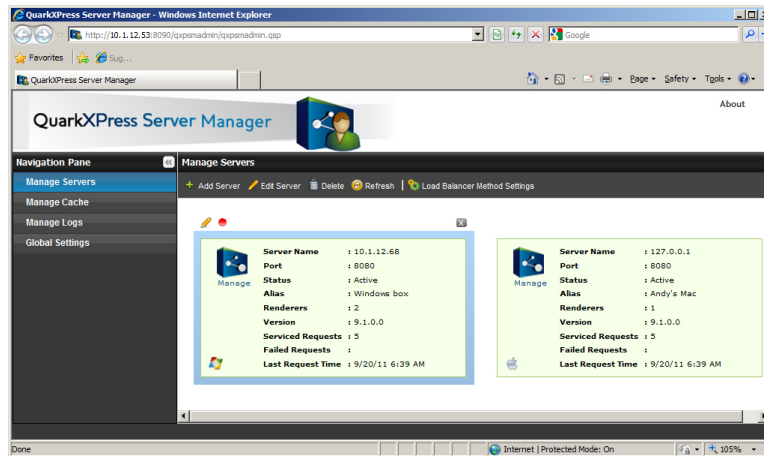 QuarkXPress Server Manager - Windows Internet Explorer
http://10.1.12.53:8090/qxpsmadmin/qxpsmadmin.qsp
Google
Favorites Sug...
QuarkXPress Server Manager
Page Safety Tools
QuarkXPress Server Manager
About
Navigation Pane
Manage Servers
Manage Cache
Manage Logs
Global Settings
Manage Servers
Add Server Edit Server Delete Refresh | Load Balancer Method Settings
Manage
Server Name : 10.1.12.68
Port : 8080
Status : Active
Alias : Windows box
Renderers : 2
Version : 9.1.0.0
Serviced Requests : 5
Failed Requests :
Last Request Time : 9/20/11 6:39 AM
Manage
Server Name : 127.0.0.1
Port : 8080
Status : Active
Alias : Andy's Mac
Renderers : 1
Version : 9.1.0.0
Serviced Requests : 5
Failed Requests :
Last Request Time : 9/20/11 6:39 AM
Done
Internet | Protected Mode: On
105%